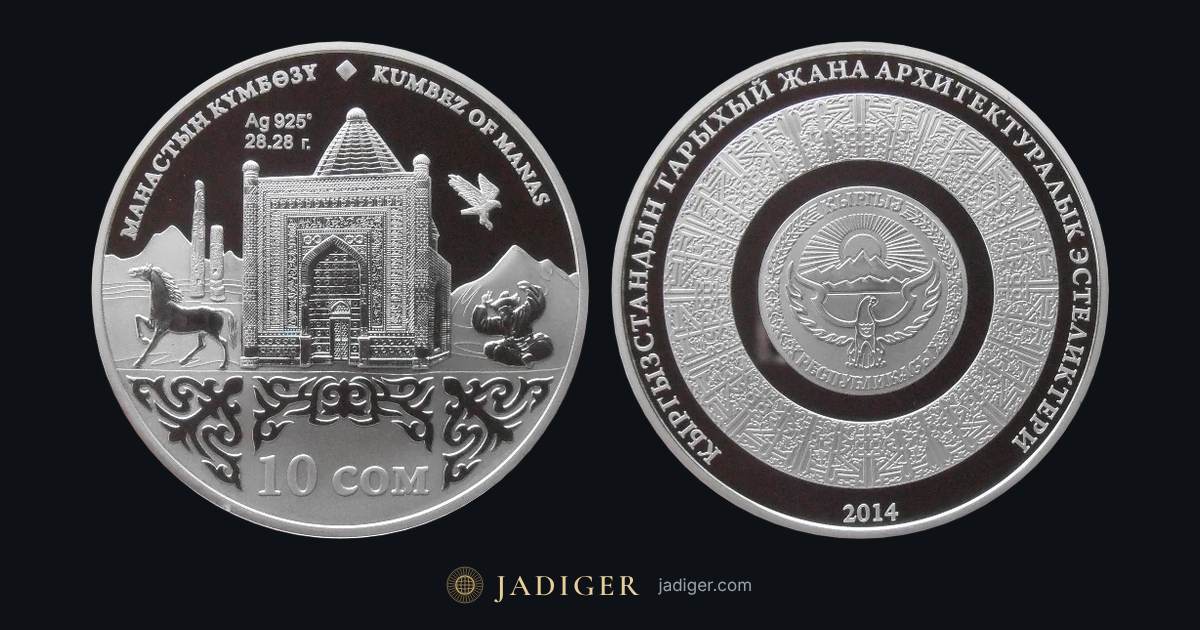 МАНАСТЫН КҮМБӨЗҮ ◆ KUMBEZ OF MANAS
Ag 925°
28.28 г.
10 СОМ
КЫРГЫЗСТАНДЫН ТАРЫХЫЙ ЖАНА АРХИТЕКТУРАЛЫК ЭСТЕЛИКТЕРИ
КЫРГЫЗ
РЕСПУБЛИКАСЫ
2014
JADIGER jadiger.com